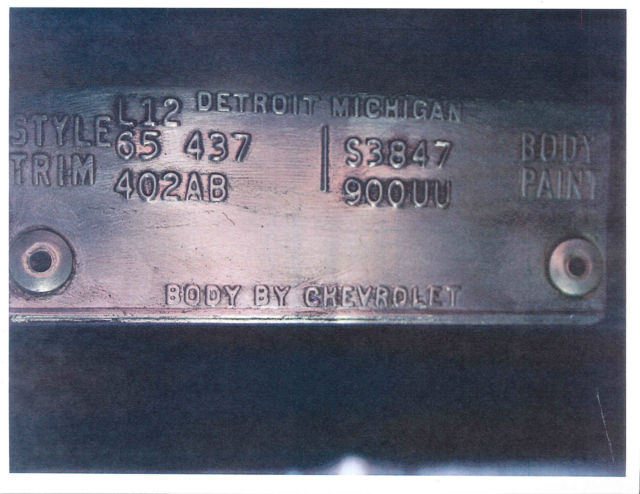 L12 DETROIT MICHIGAN
STYLE 65 437 S3847 BODY
TRIM 402AB 900UU PAINT
BODY BY CHEVROLET